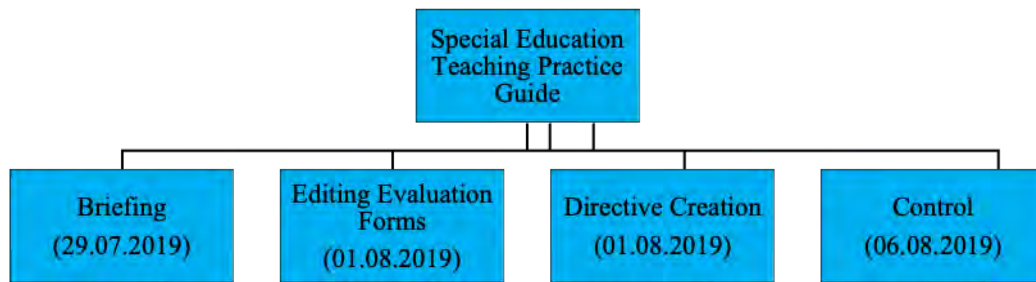 Special Education
Teaching Practice
Guide
Briefing
(29.07.2019)
Editing Evaluation
Forms
(01.08.2019)
Directive Creation
(01.08.2019)
Control
(06.08.2019)